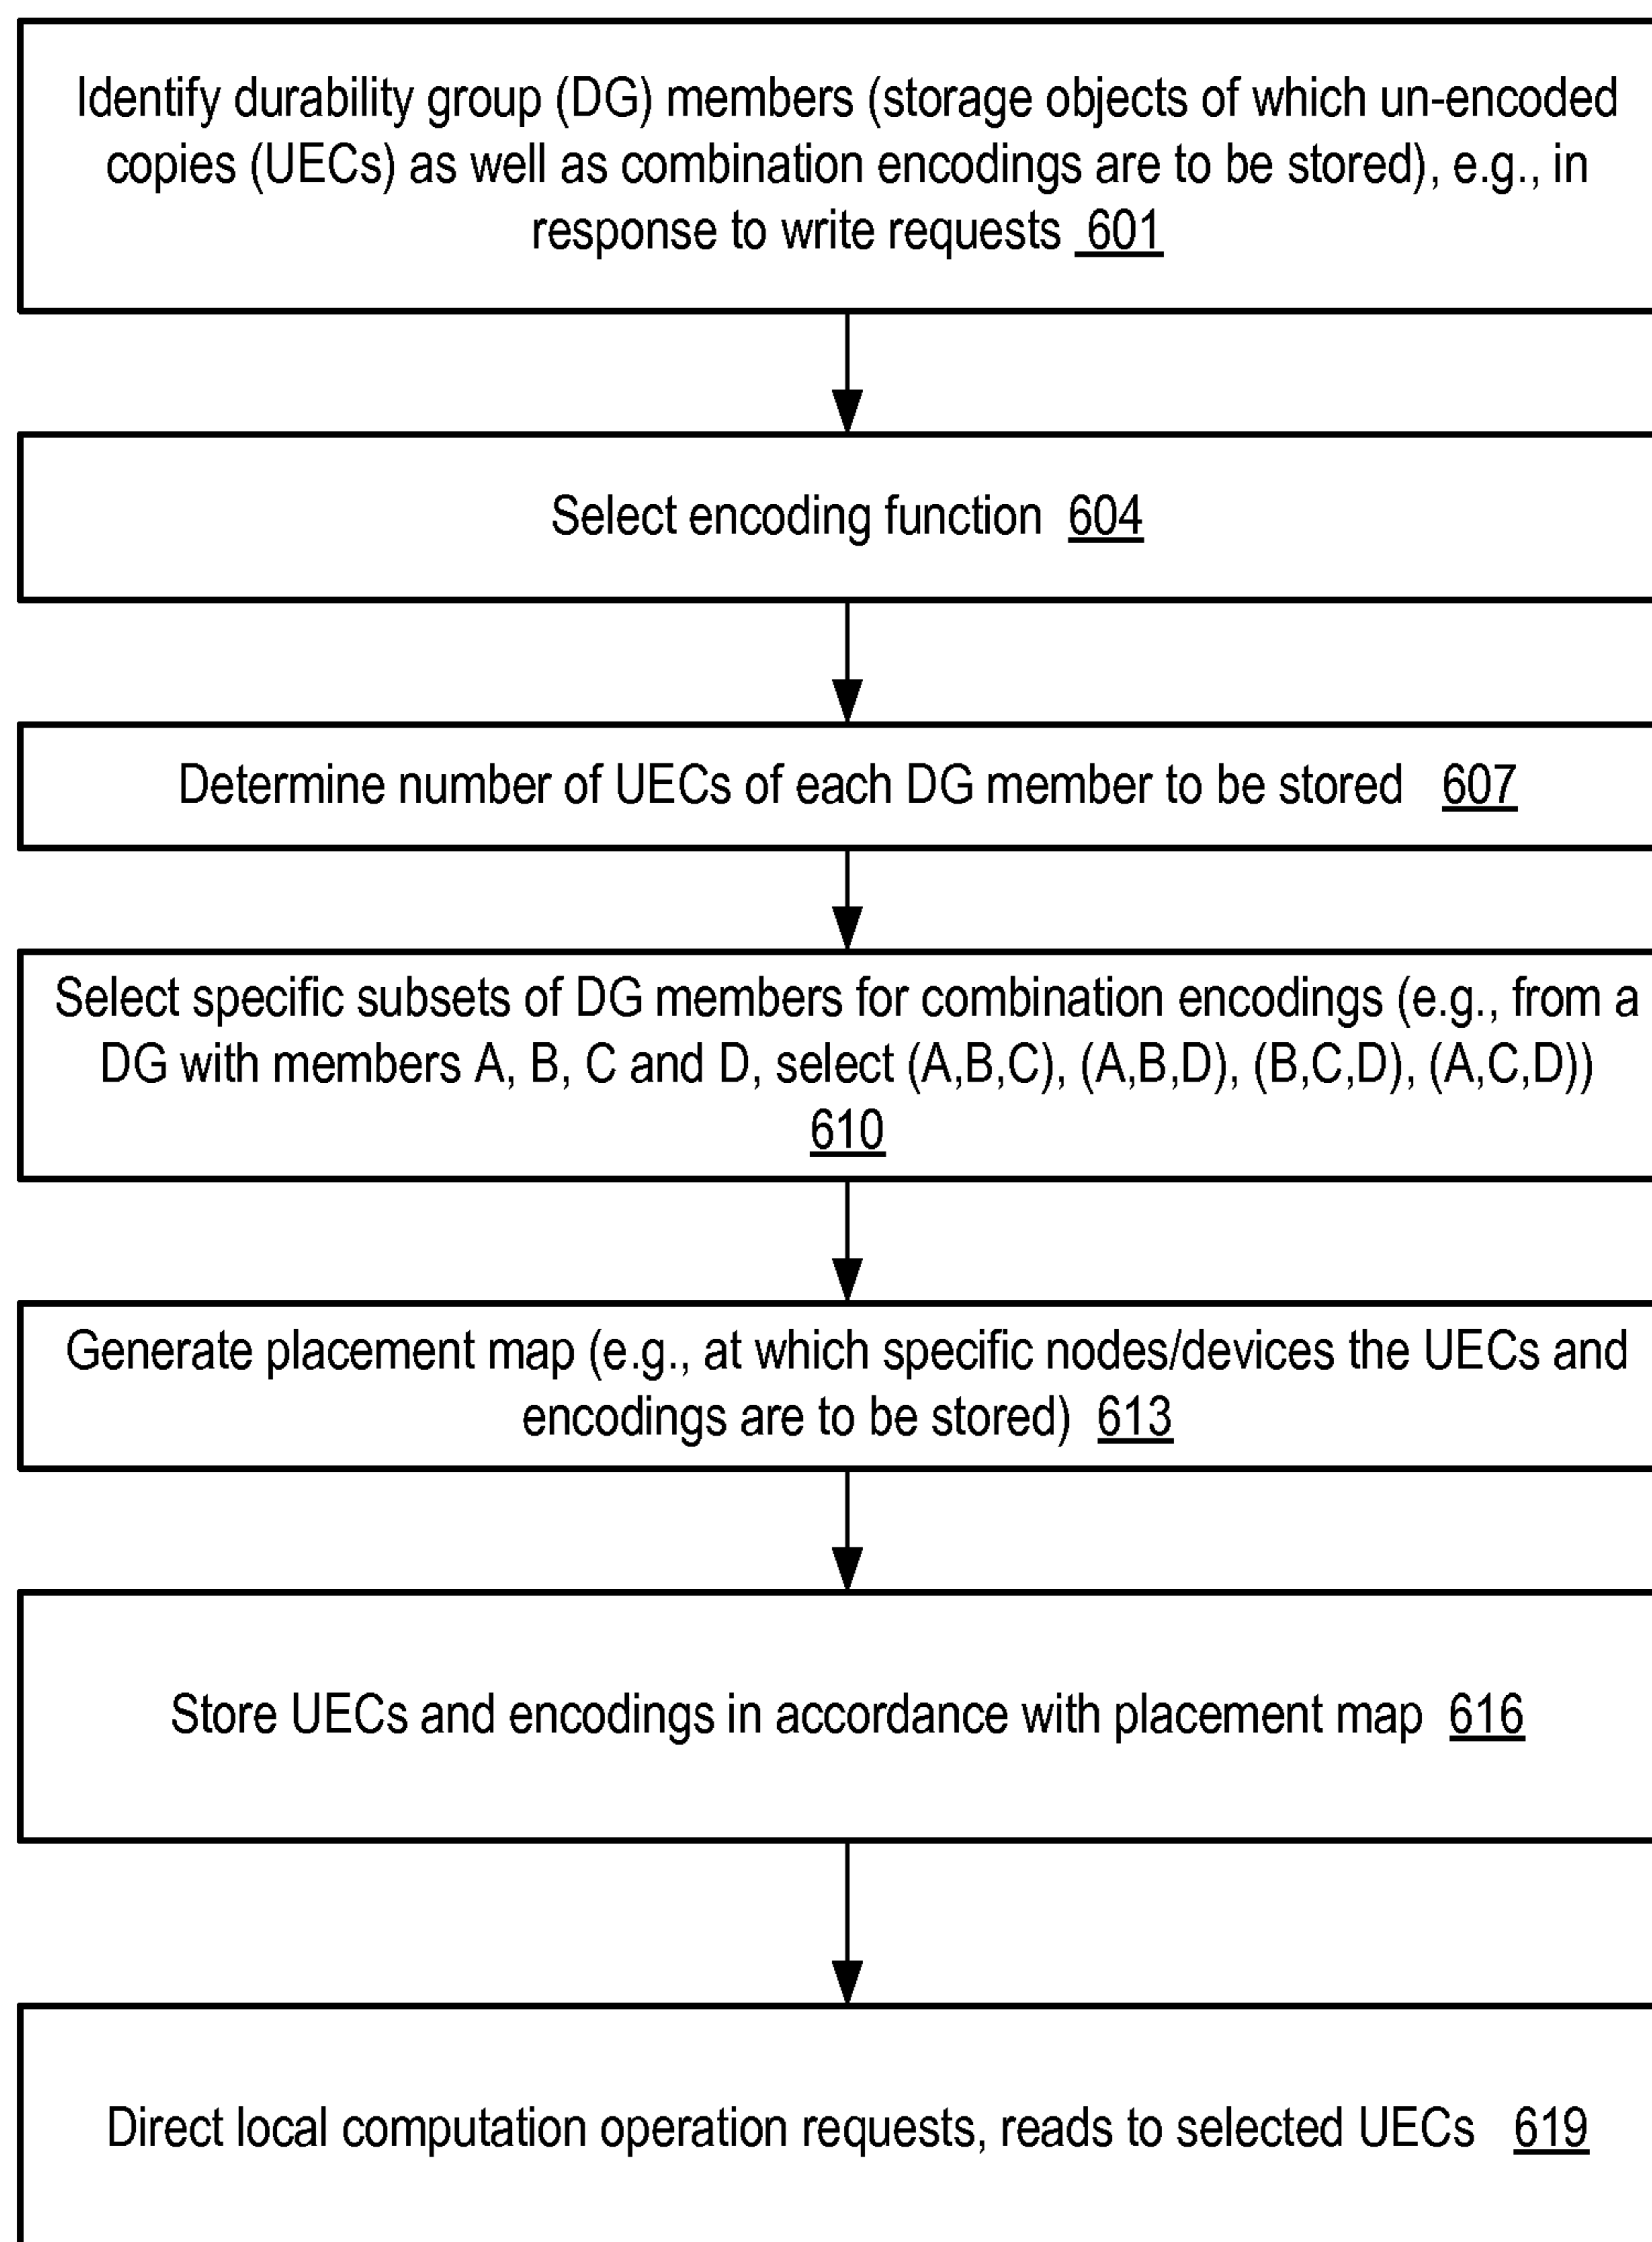 Identify durability group (DG) members (storage objects of which un-encoded
copies (UECs) as well as combination encodings are to be stored), e.g., in
response to write requests 601
Select encoding function 604
Determine number of UECs of each DG member to be stored 607
Select specific subsets of DG members for combination encodings (e.g., from a
DG with members A, B, C and D, select (A,B,C), (A,B,D), (B,C,D), (A,C,D))
610
Generate placement map (e.g., at which specific nodes/devices the UECs and
encodings are to be stored) 613
Store UECs and encodings in accordance with placement map 616
Direct local computation operation requests, reads to selected UECs 619